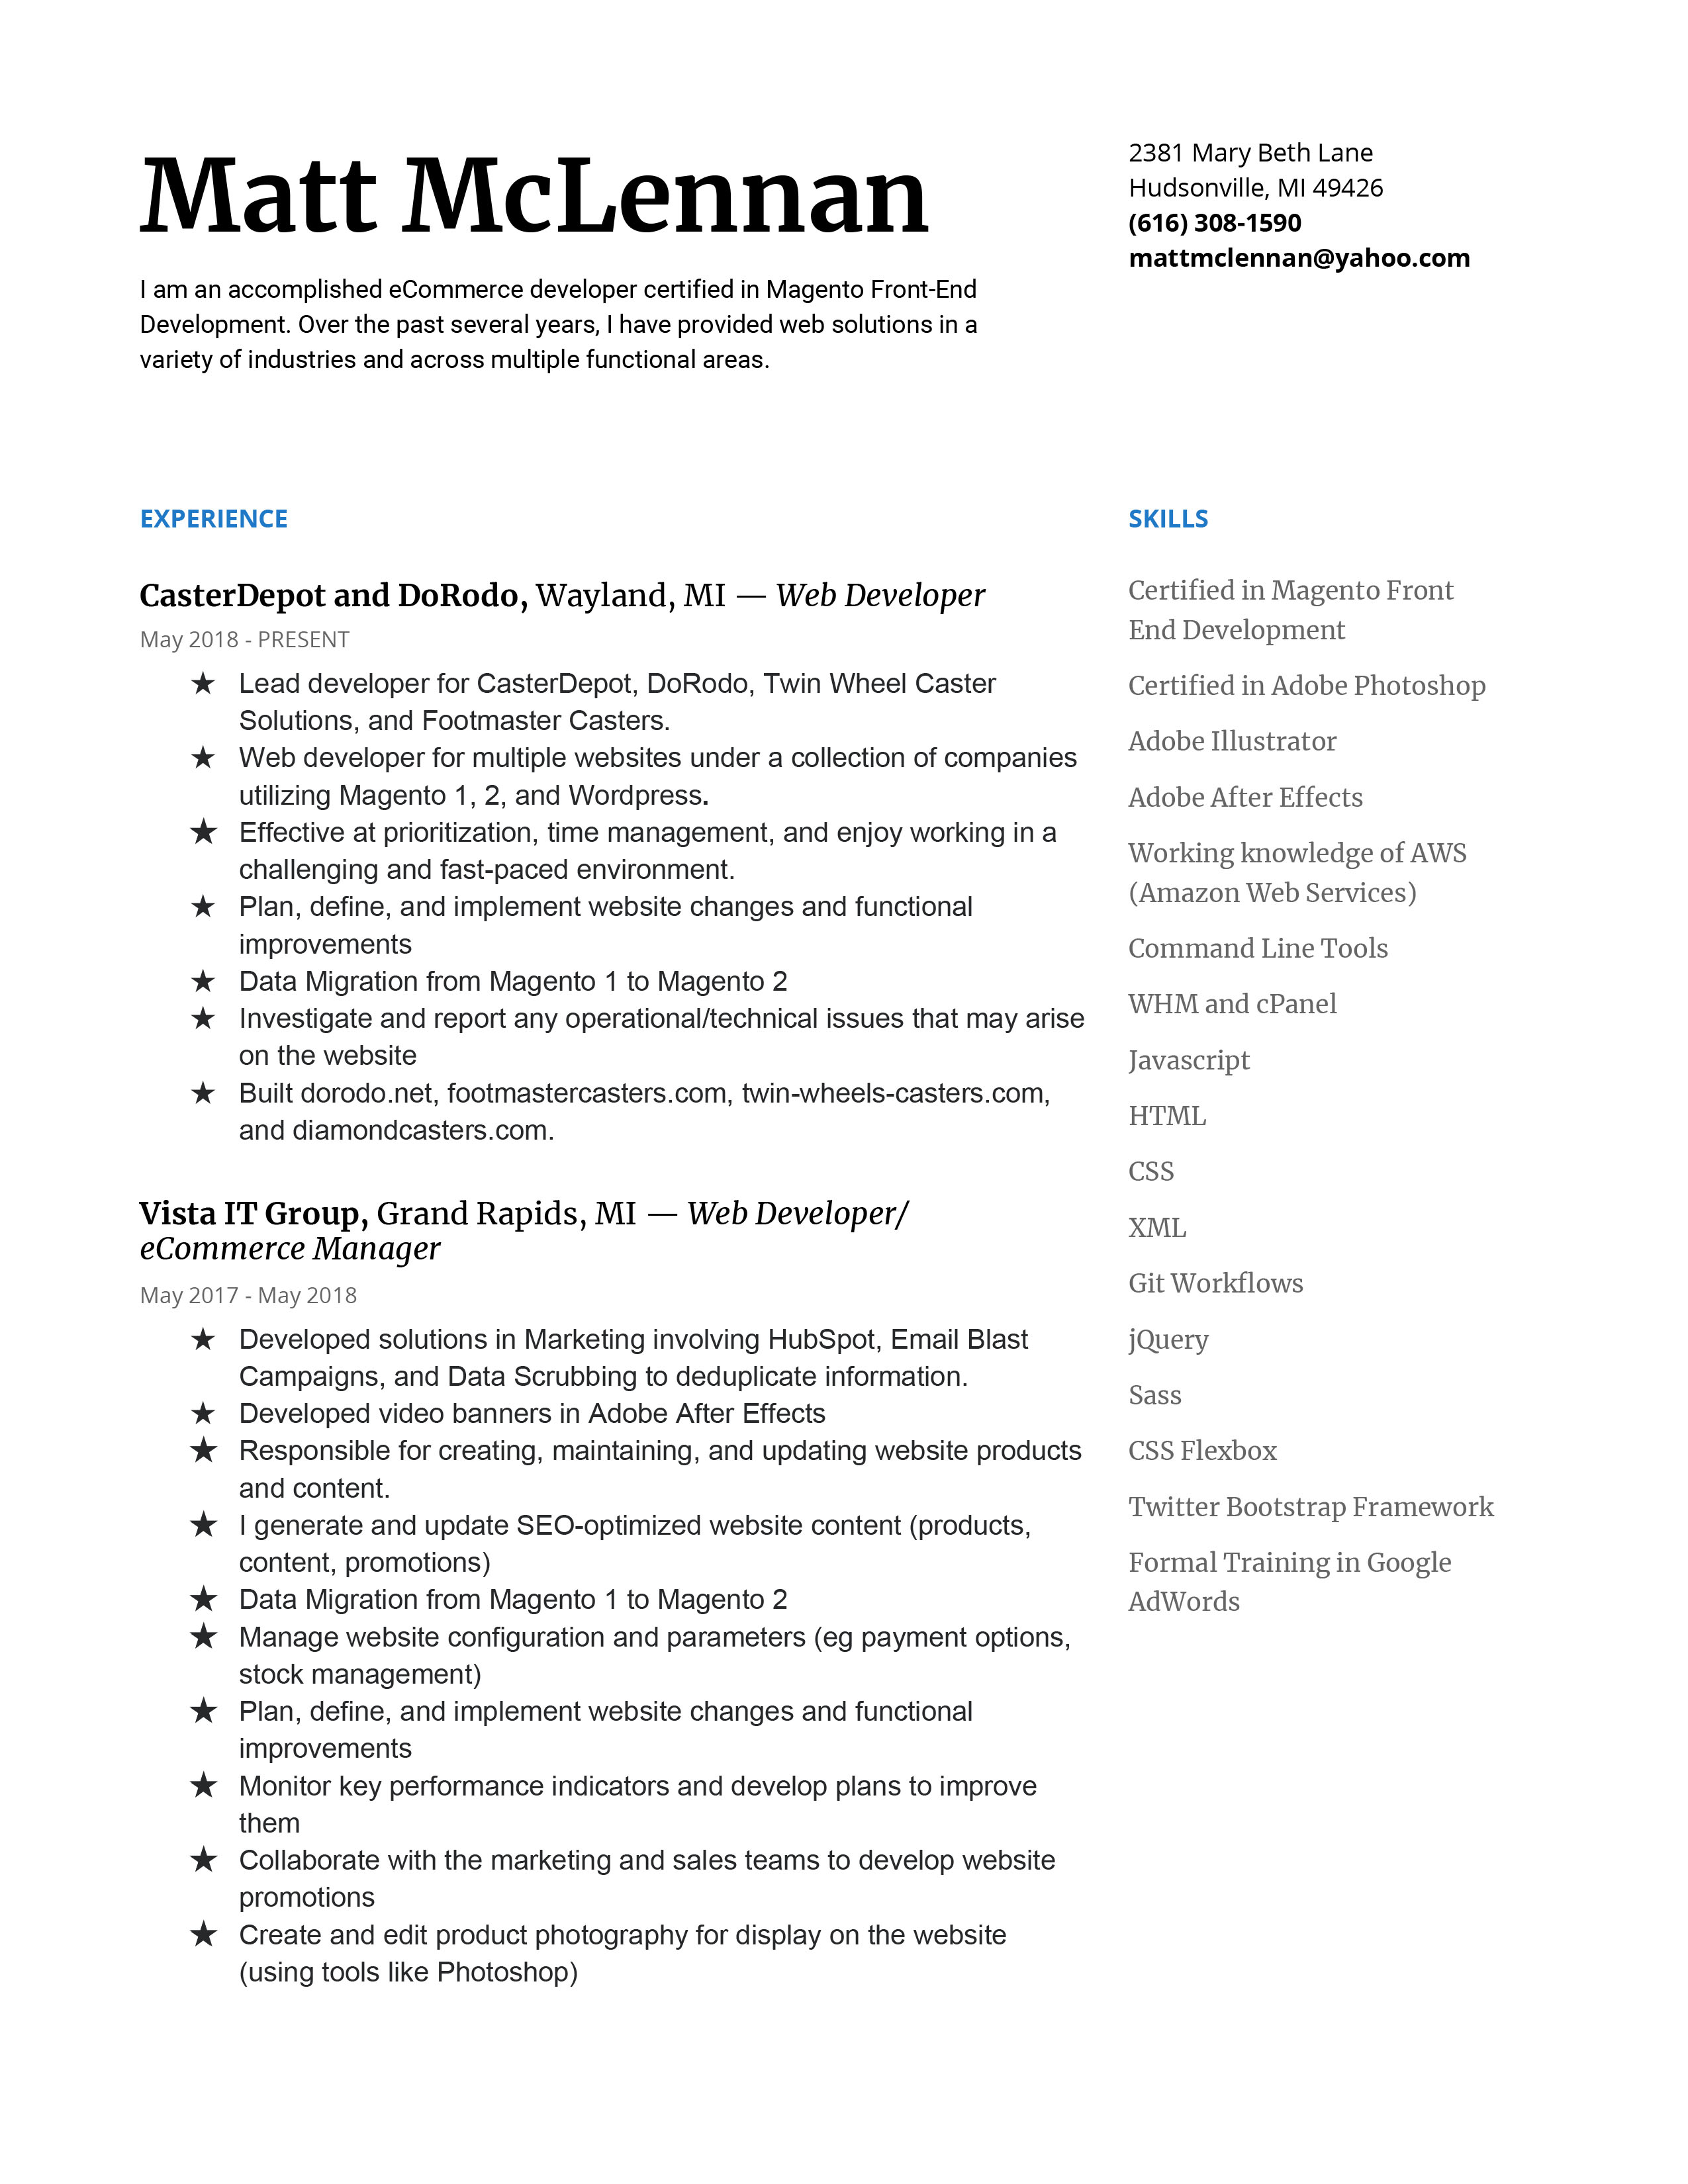 Matt McLennan
I am an accomplished eCommerce developer certified in Magento Front-End
Development. Over the past several years, I have provided web solutions in a
variety of industries and across multiple functional areas.
2381 Mary Beth Lane
Hudsonville, MI 49426
(616) 308-1590
mattmclennan@yahoo.com
EXPERIENCE
CasterDepot and DoRodo, Wayland, MI — Web Developer
May 2018 - PRESENT
★ Lead developer for CasterDepot, DoRodo, Twin Wheel Caster
Solutions, and Footmaster Casters.
★ Web developer for multiple websites under a collection of companies
utilizing Magento 1, 2, and Wordpress.
★ Effective at prioritization, time management, and enjoy working in a
challenging and fast-paced environment.
★ Plan, define, and implement website changes and functional
improvements
★ Data Migration from Magento 1 to Magento 2
★ Investigate and report any operational/technical issues that may arise
on the website
★ Built dorodo.net, footmastercasters.com, twin-wheels-casters.com,
and diamondcasters.com.
Vista IT Group, Grand Rapids, MI — Web Developer/
eCommerce Manager
May 2017 - May 2018
★ Developed solutions in Marketing involving HubSpot, Email Blast
Campaigns, and Data Scrubbing to deduplicate information.
★ Developed video banners in Adobe After Effects
★ Responsible for creating, maintaining, and updating website products
and content.
★ I generate and update SEO-optimized website content (products,
content, promotions)
★ Data Migration from Magento 1 to Magento 2
★ Manage website configuration and parameters (eg payment options,
stock management)
★ Plan, define, and implement website changes and functional
improvements
★ Monitor key performance indicators and develop plans to improve
them
★ Collaborate with the marketing and sales teams to develop website
promotions
★ Create and edit product photography for display on the website
(using tools like Photoshop)
SKILLS
Certified in Magento Front
End Development
Certified in Adobe Photoshop
Adobe Illustrator
Adobe After Effects
Working knowledge of AWS
(Amazon Web Services)
Command Line Tools
WHM and cPanel
Javascript
HTML
CSS
XML
Git Workflows
jQuery
Sass
CSS Flexbox
Twitter Bootstrap Framework
Formal Training in Google
AdWords